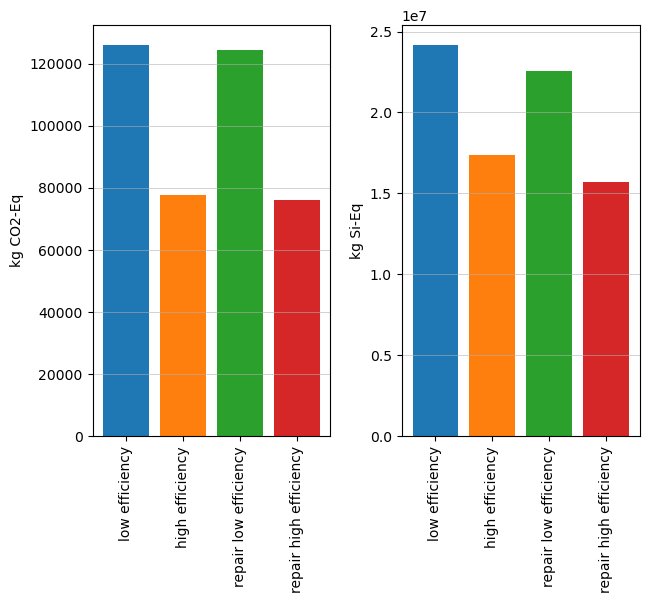 kg CO2-Eq
120000
100000
80000
60000
40000
20000
0
low efficiency
high efficiency
repair low efficiency
repair high efficiency
1e7
kg Si-Eq
2.5
2.0
1.5
1.0
0.5
0.0
low efficiency
high efficiency
repair low efficiency
repair high efficiency